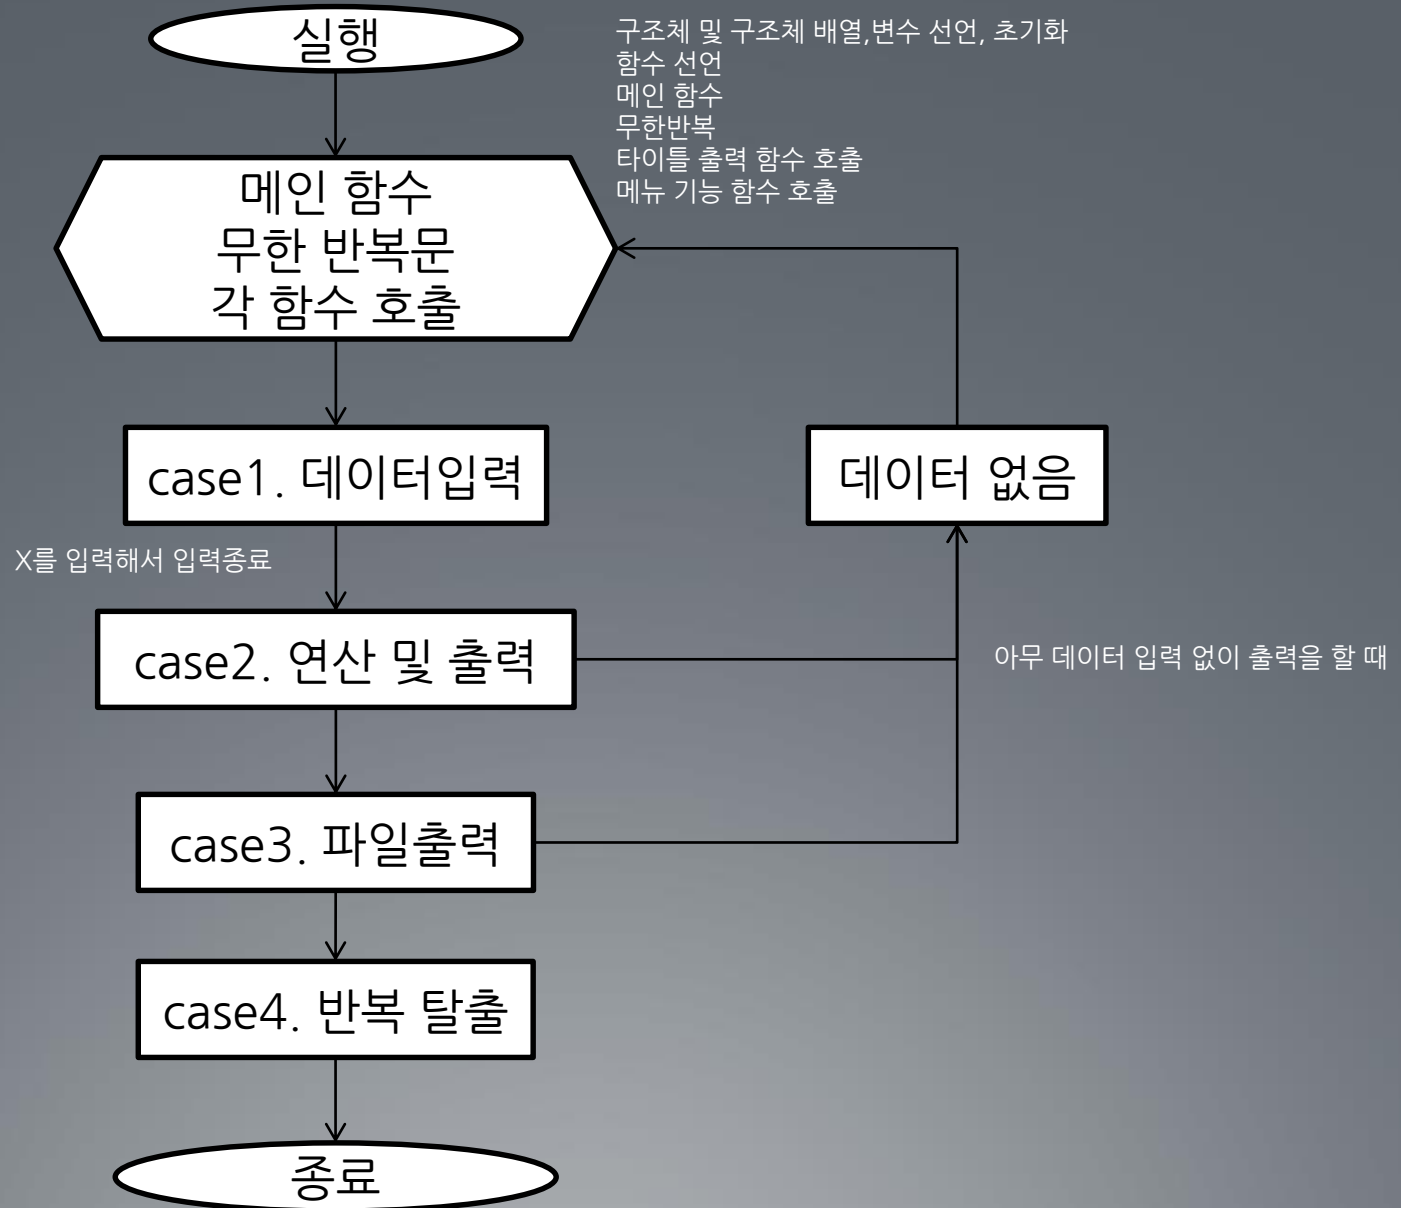 실행
구조체 및 구조체 배열,변수 선언, 초기화
함수 선언
메인 함수
무한반복
타이틀 출력 함수 호출
메뉴 기능 함수 호출
메인 함수
무한 반복문
각 함수 호출
case1. 데이터입력
데이터 없음
X를 입력해서 입력종료
case2. 연산 및 출력
아무 데이터 입력 없이 출력을 할 때
case3. 파일출력
case4. 반복 탈출
종료